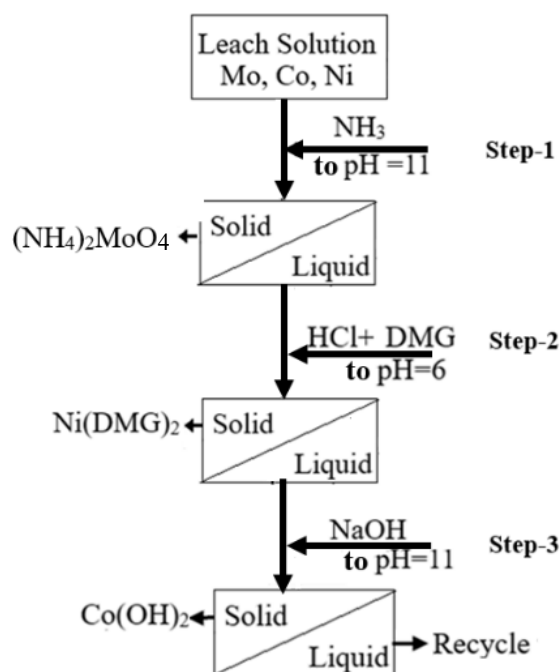 Leach Solution
Mo, Co, Ni
NH₃
to pH =11
Step-1
(NH4)2MoO4
Solid
Liquid
HCl+ DMG
to pH=6
Step-2
Ni(DMG)₂
Solid
Liquid
NaOH
to pH=11
Step-3
Co(OH)₂
Solid
Liquid
Recycle